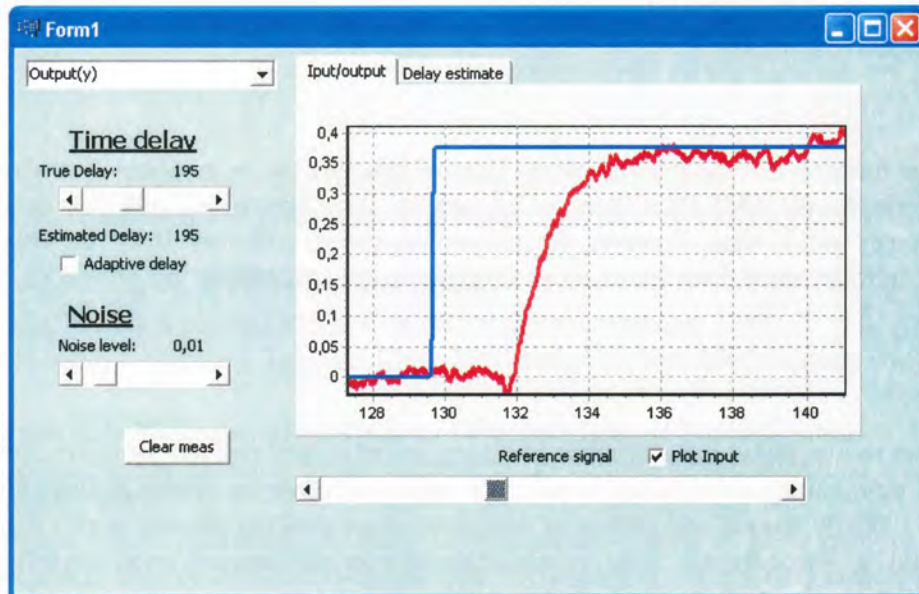 Form1
Output(y)
Iput/output Delay estimate
Time delay
True Delay: 195
Estimated Delay: 195
Adaptive delay
Noise
Noise level: 0,01
Clear meas
0,4
0,35
0,3
0,25
0,2
0,15
0,1
0,05
0
128 130 132 134 136 138 140
Reference signal Plot Input